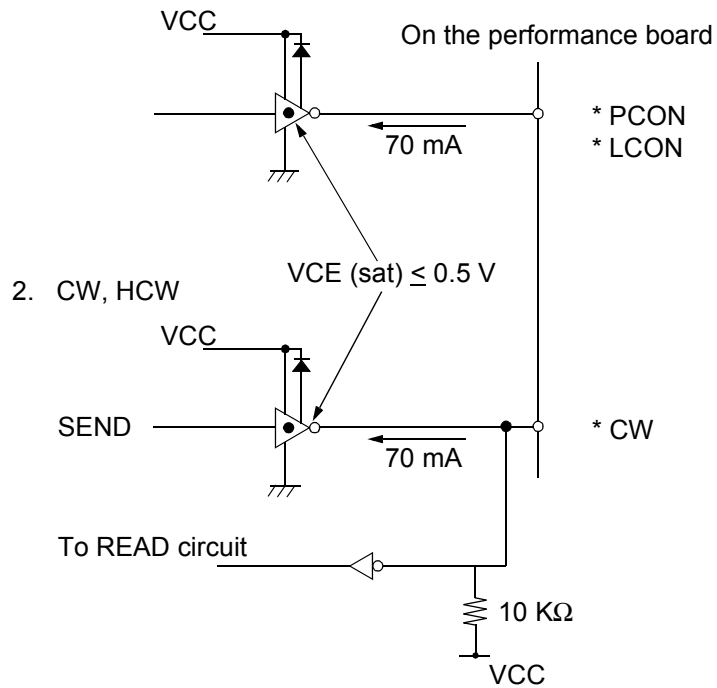 VCC
On the performance board
* PCON
70 mA
* LCON
VCE (sat) ≤ 0.5 V
2. CW, HCW
VCC
SEND
* CW
70 mA
To READ circuit
10 KΩ
VCC